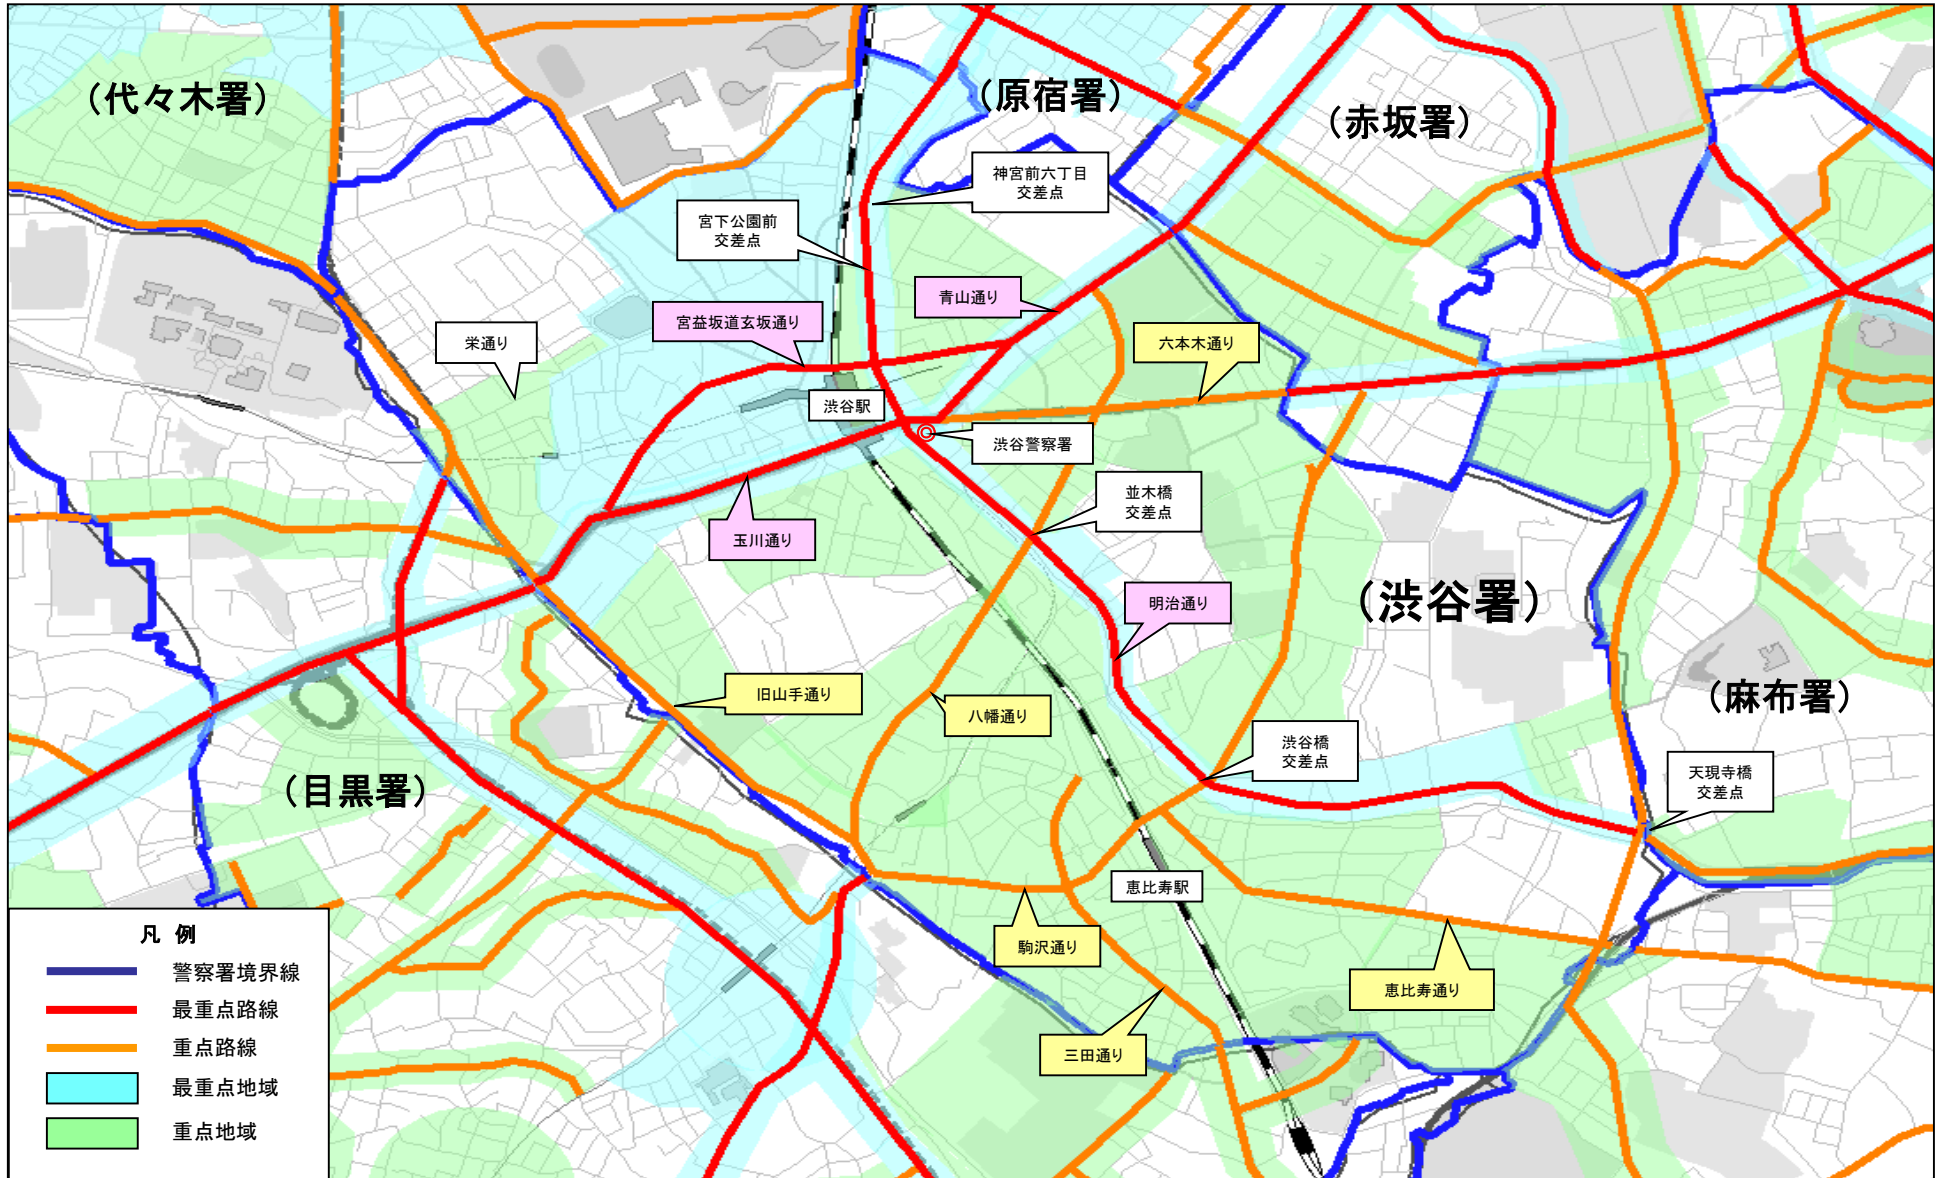 (代々木署)
(原宿署)
(赤坂署)
神宮前六丁目
交差点
宮下公園前
交差点
青山通り
宮益坂道玄坂通り
六本木通り
栄通り
渋谷駅
渋谷警察署
並木橋
交差点
玉川通り
明治通り
(渋谷署)
旧山手通り
八幡通り
(麻布署)
渋谷橋
交差点
天現寺橋
交差点
(目黒署)
恵比寿駅
駒沢通り
恵比寿通り
三田通り
凡 例
警察署境界線
最重点路線
重点路線
最重点地域
重点地域